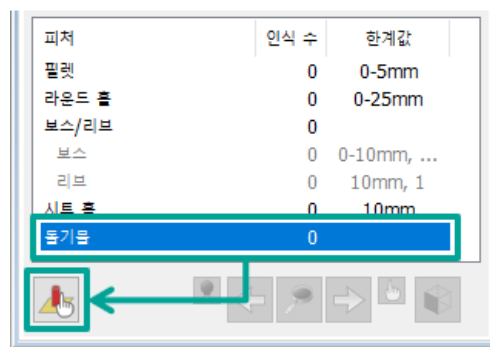 피처 인식 수 한계값
필렛 0 0-5mm
라운드 홀 0 0-25mm
보스/리브 0
보스 0 0-10mm, ...
리브 0 10mm, 1
시트 홀 0 10mm
돌기물 0